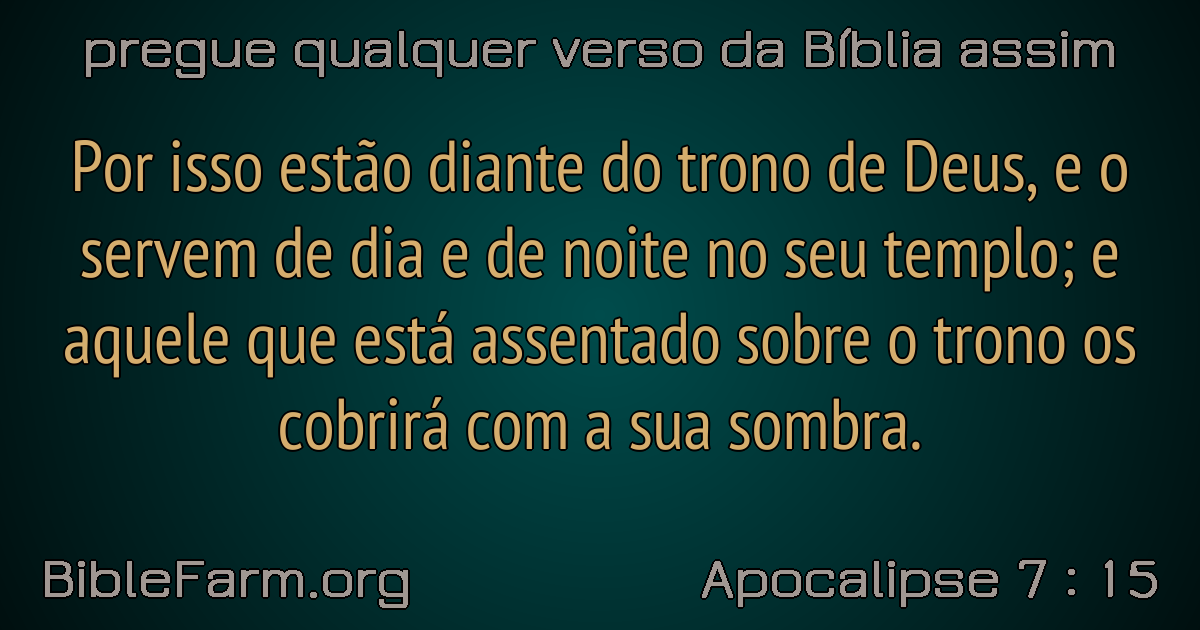 pregue qualquer verso da Bíblia assim
Por isso estão diante do trono de Deus, e o
servem de dia e de noite no seu templo; e
aquele que está assentado sobre o trono os
cobrirá com a sua sombra.
BibleFarm.org
Apocalipse 7 : 15